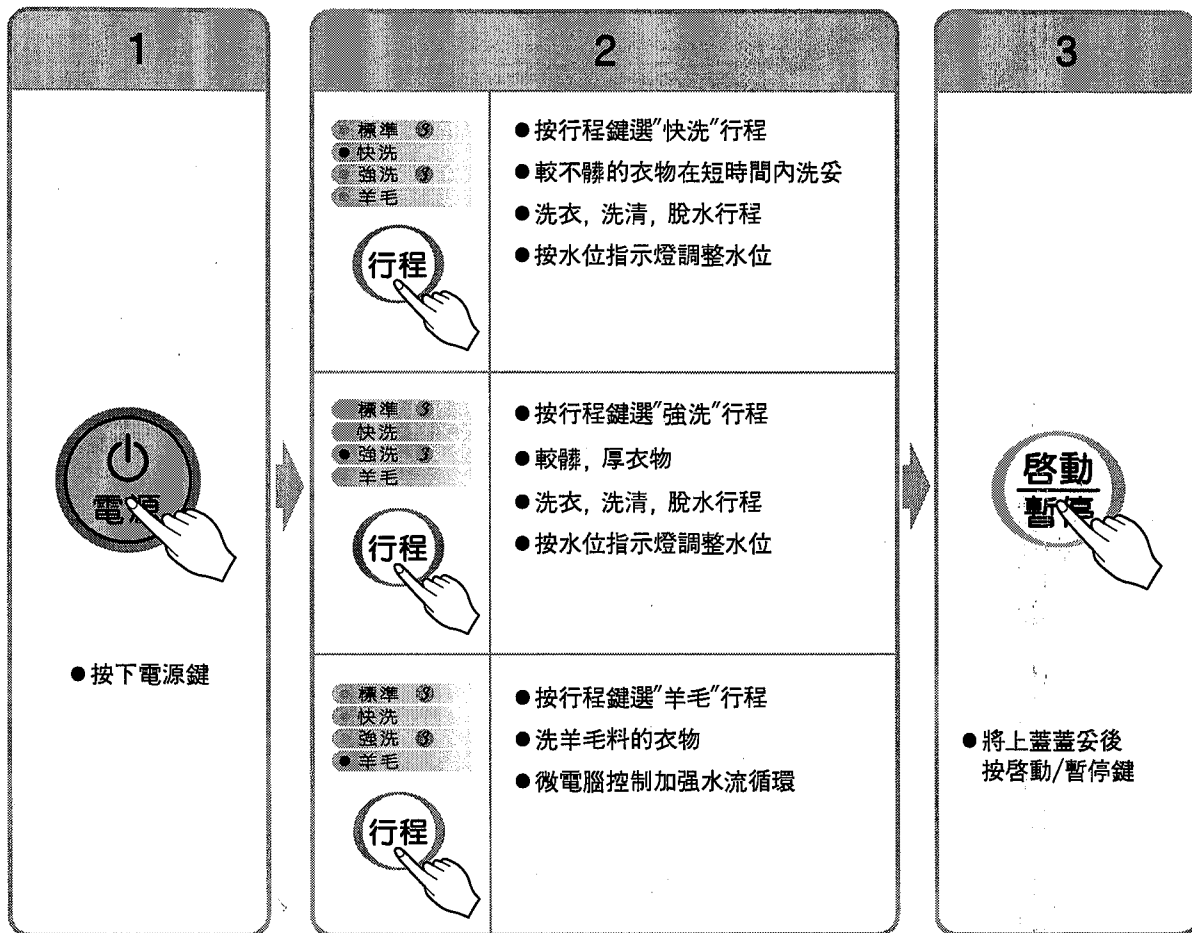 1
●按下電源鍵
2
標準 3
快洗
強洗 3
羊毛
行程
●按行程鍵選"快洗"行程
●較不髒的衣物在短時間內洗妥
●洗衣, 洗清, 脫水行程
●按水位指示燈調整水位
標準 3
快洗
強洗 3
羊毛
行程
●按行程鍵選"強洗"行程
●較髒, 厚衣物
●洗衣, 洗清, 脫水行程
●按水位指示燈調整水位
標準 3
快洗
強洗 3
羊毛
行程
●按行程鍵選"羊毛"行程
●洗羊毛料的衣物
●微電腦控制加强水流循環
3
啓動
暫停
●將上蓋蓋妥後
按啓動/暫停鍵
電源